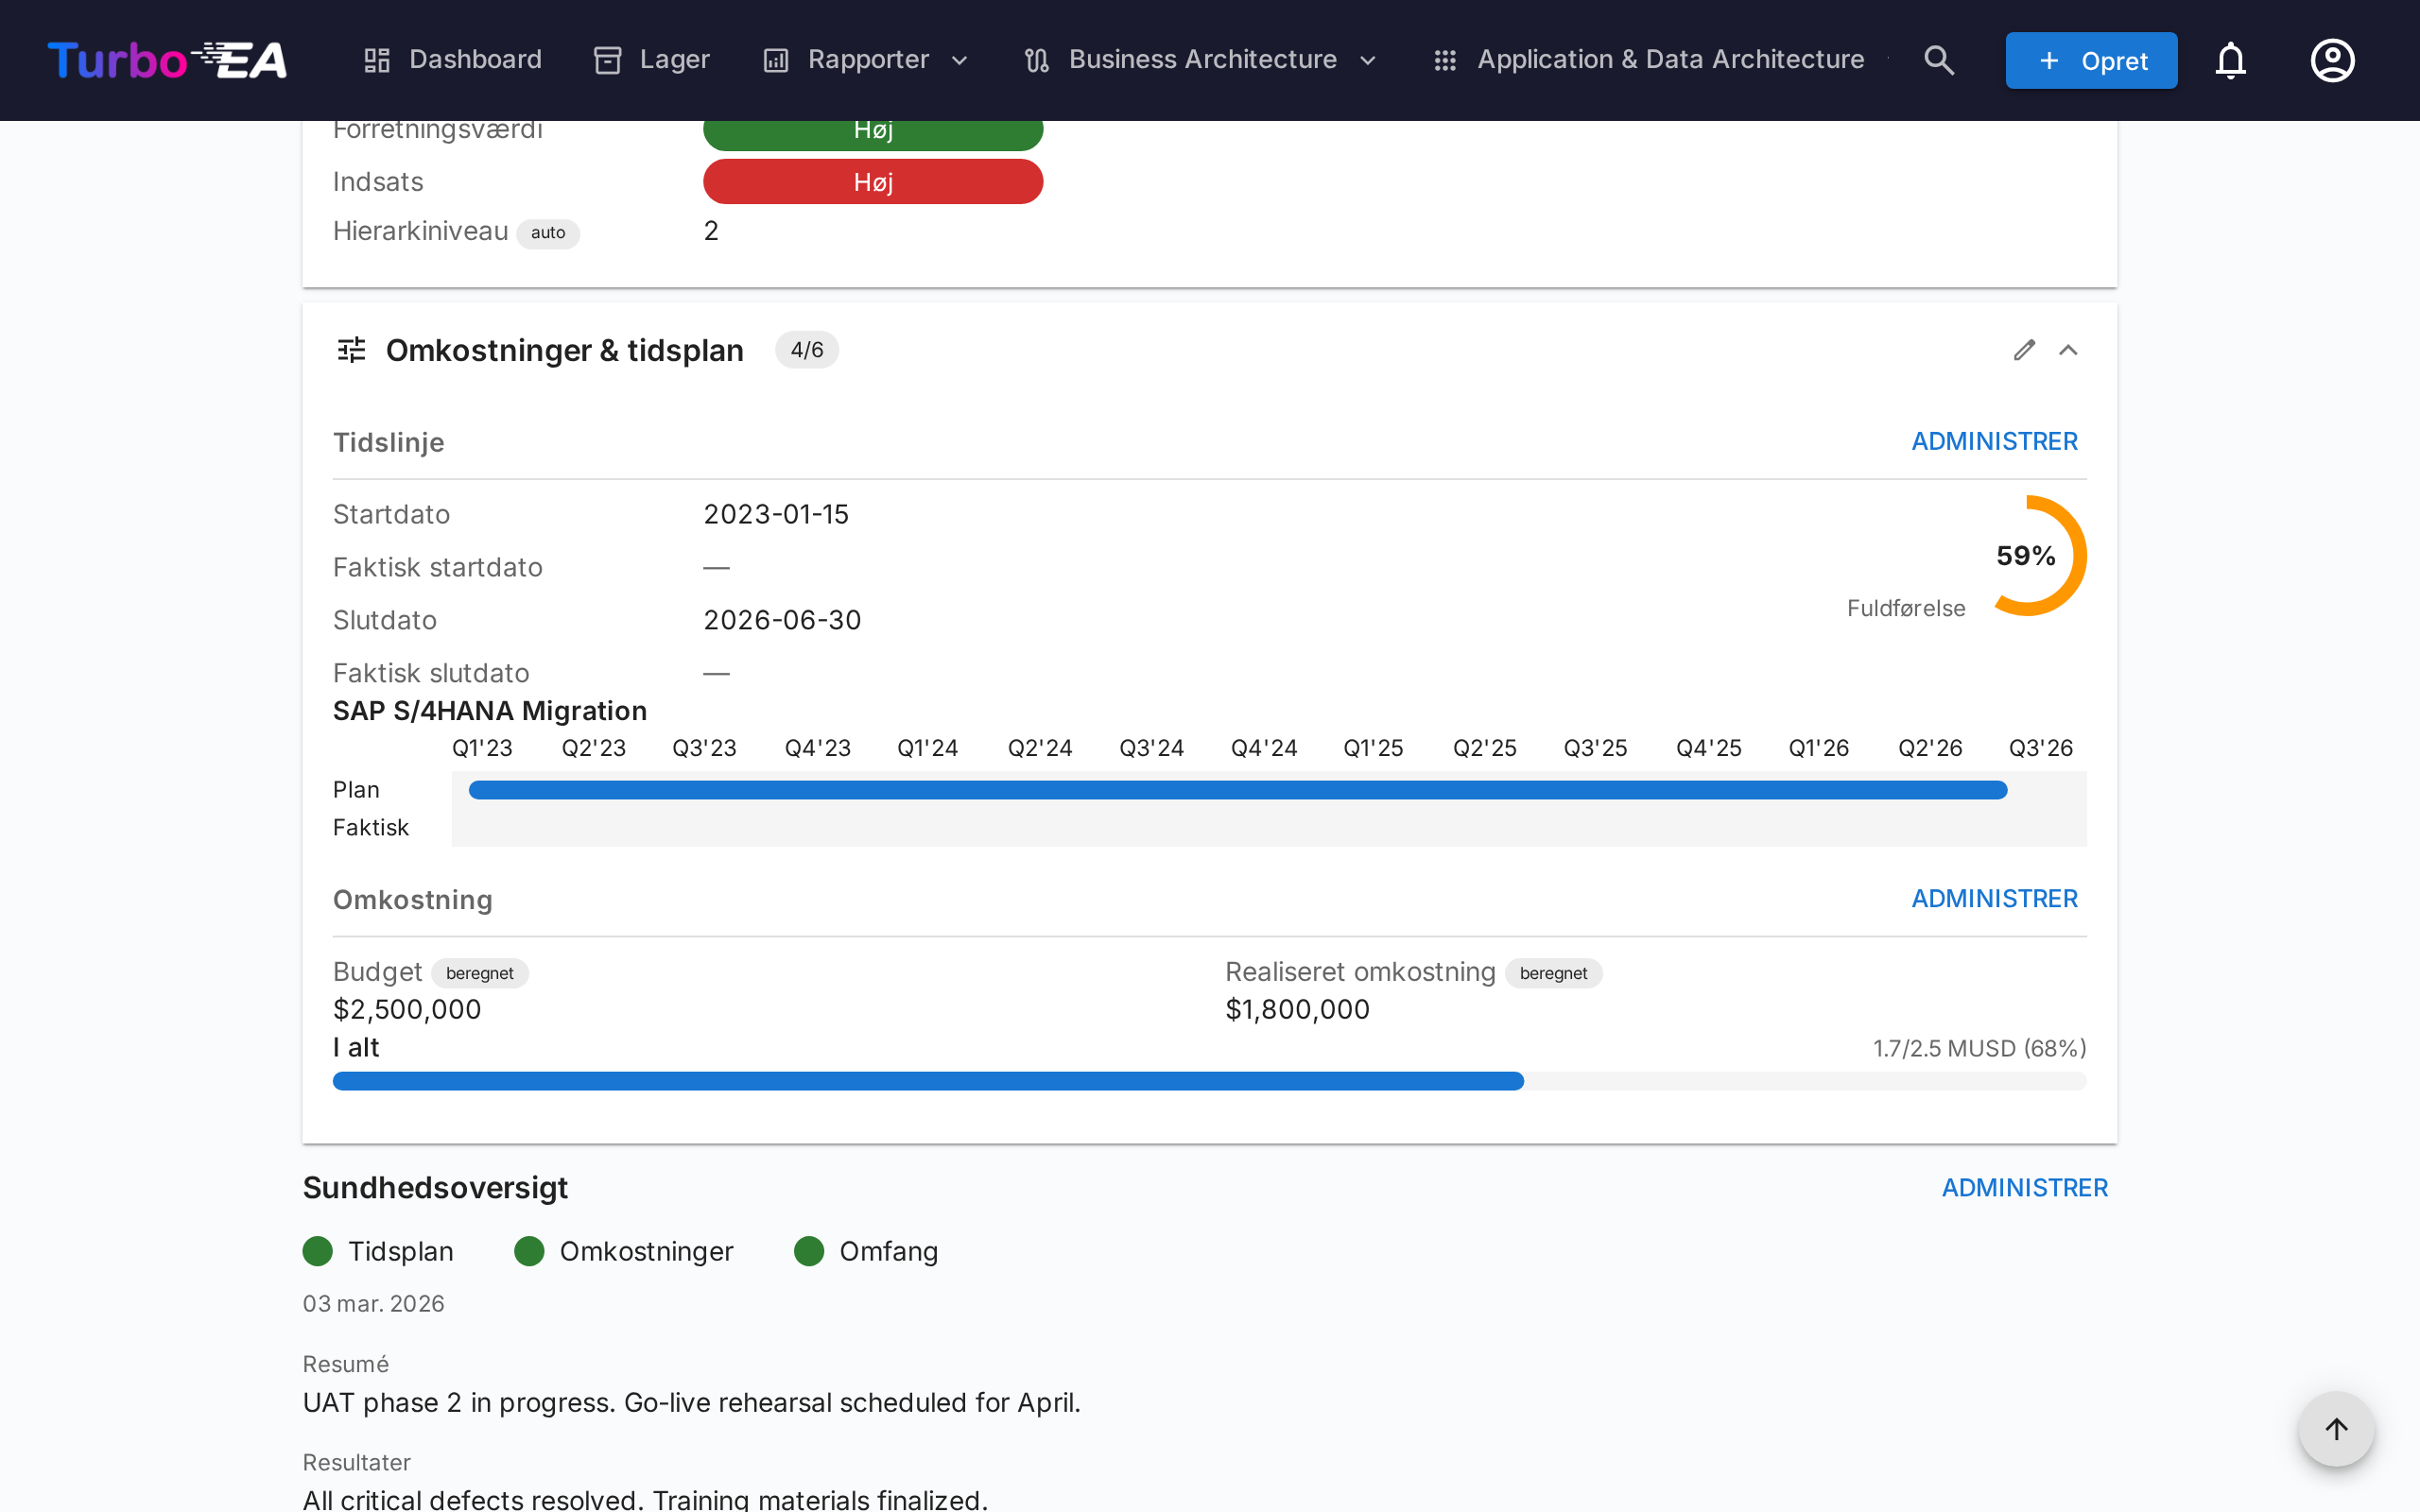 Turbo EA Dashboard Lager Rapporter Business Architecture Application & Data Architecture Opret
Forretningsværdi Høj
Indsats Høj
Hierarkiniveau auto 2
Omkostninger & tidsplan 4/6
Tidslinje ADMINISTRER
Startdato 2023-01-15
59%
Faktisk startdato —
Fuldførelse
Slutdato 2026-06-30
Faktisk slutdato —
SAP S/4HANA Migration
Q1'23 Q2'23 Q3'23 Q4'23 Q1'24 Q2'24 Q3'24 Q4'24 Q1'25 Q2'25 Q3'25 Q4'25 Q1'26 Q2'26 Q3'26
Plan
Faktisk
Omkostning ADMINISTRER
Budget beregnet Realiseret omkostning beregnet
$2,500,000 $1,800,000
I alt 1.7/2.5 MUSD (68%)
Sundhedsoversigt ADMINISTRER
Tidsplan Omkostninger Omfang
03 mar. 2026
Resumé
UAT phase 2 in progress. Go-live rehearsal scheduled for April.
Resultater
All critical defects resolved. Training materials finalized.